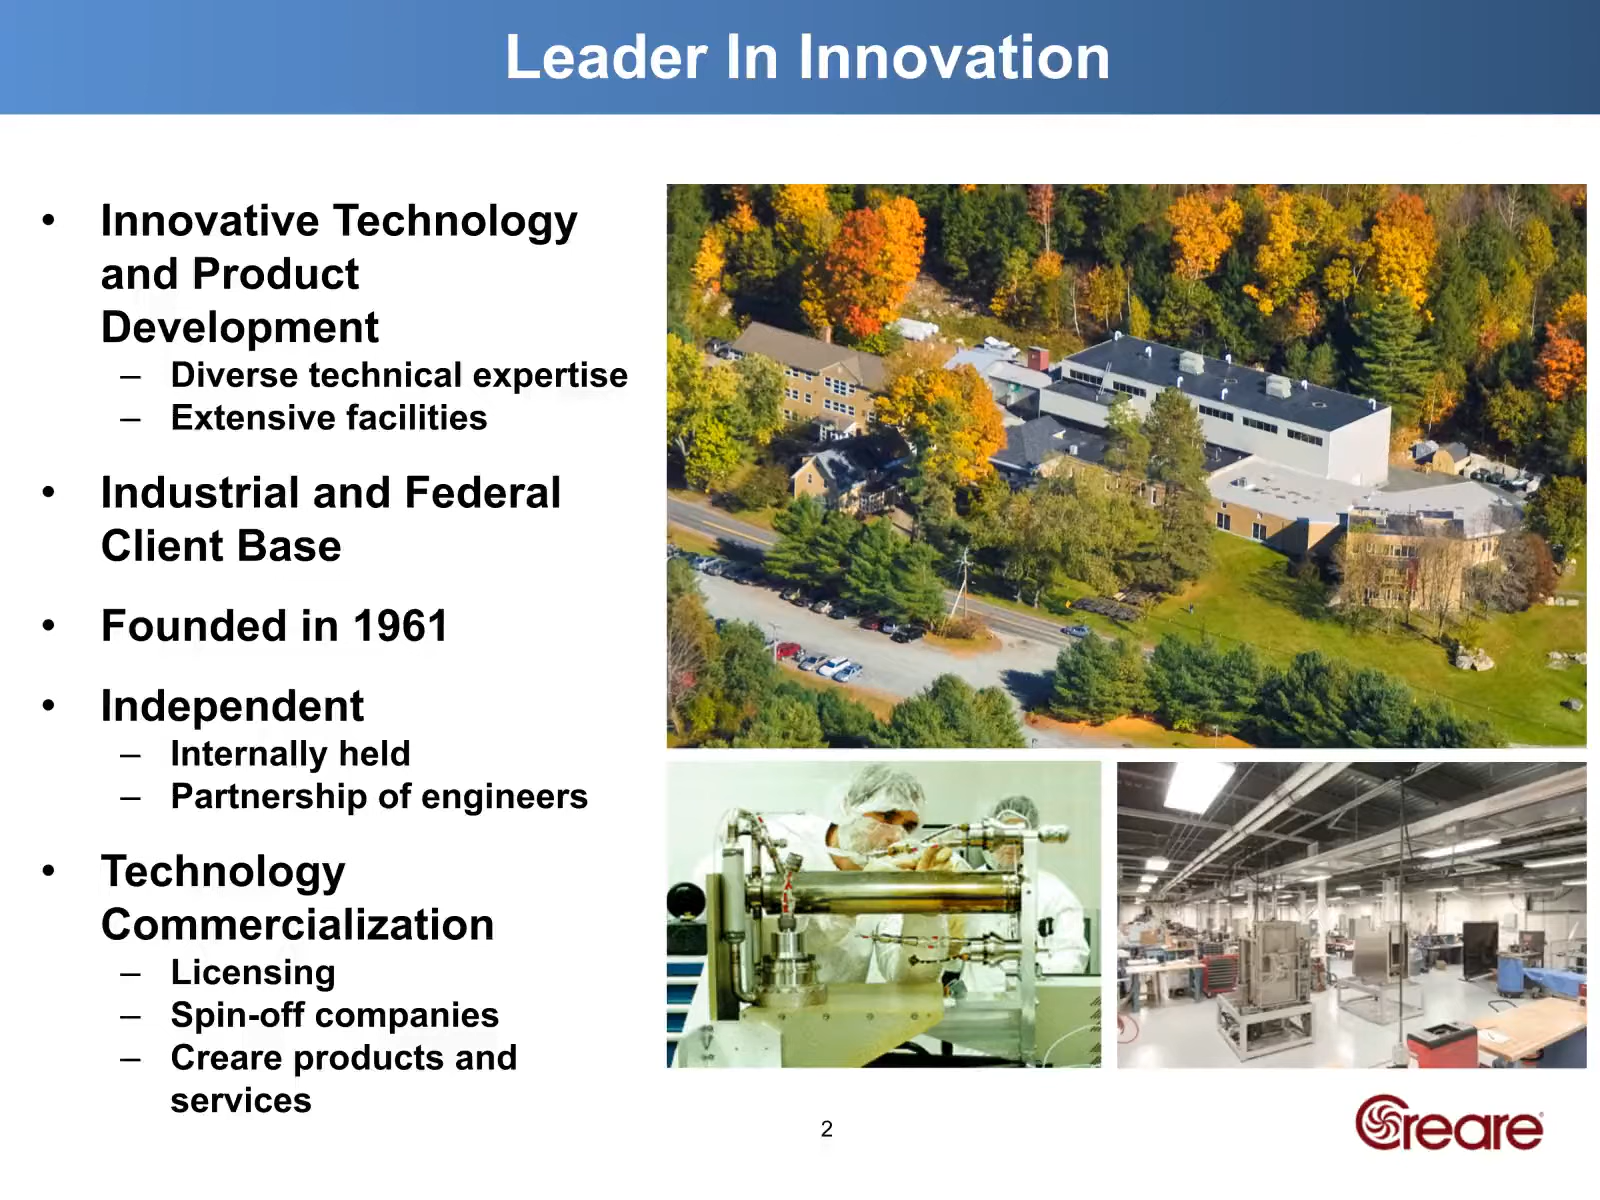 Leader In Innovation
• Innovative Technology
and Product
Development
– Diverse technical expertise
– Extensive facilities
• Industrial and Federal
Client Base
• Founded in 1961
• Independent
– Internally held
– Partnership of engineers
• Technology
Commercialization
– Licensing
– Spin-off companies
– Creare products and
services
2
Creare®